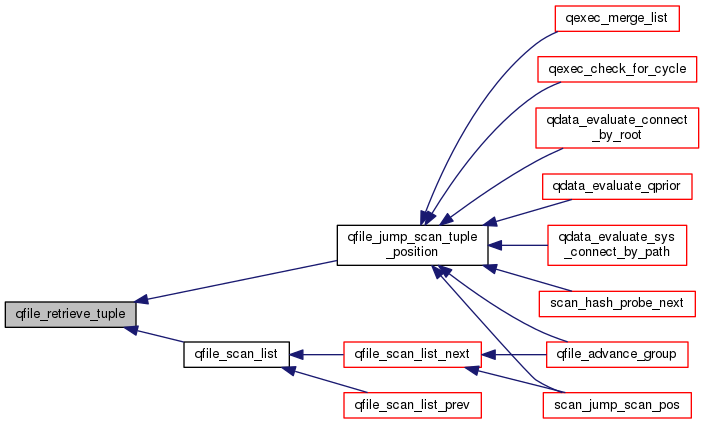 qexec_merge_list
qexec_check_for_cycle
qdata_evaluate_connect
_by_root
qdata_evaluate_qprior
qfile_jump_scan_tuple
_position
qdata_evaluate_sys
_connect_by_path
scan_hash_probe_next
qfile_retrieve_tuple
qfile_scan_list
qfile_scan_list_next
qfile_advance_group
qfile_scan_list_prev
scan_jump_scan_pos